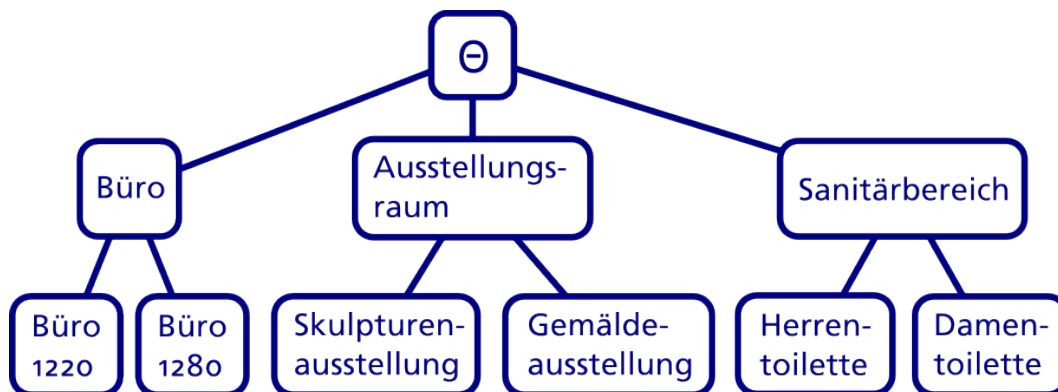 Θ
Büro
Ausstellungs-
raum
Sanitärbereich
Büro
1220
Büro
1280
Skulpturen-
ausstellung
Gemälde-
ausstellung
Herren-
toilette
Damen-
toilette